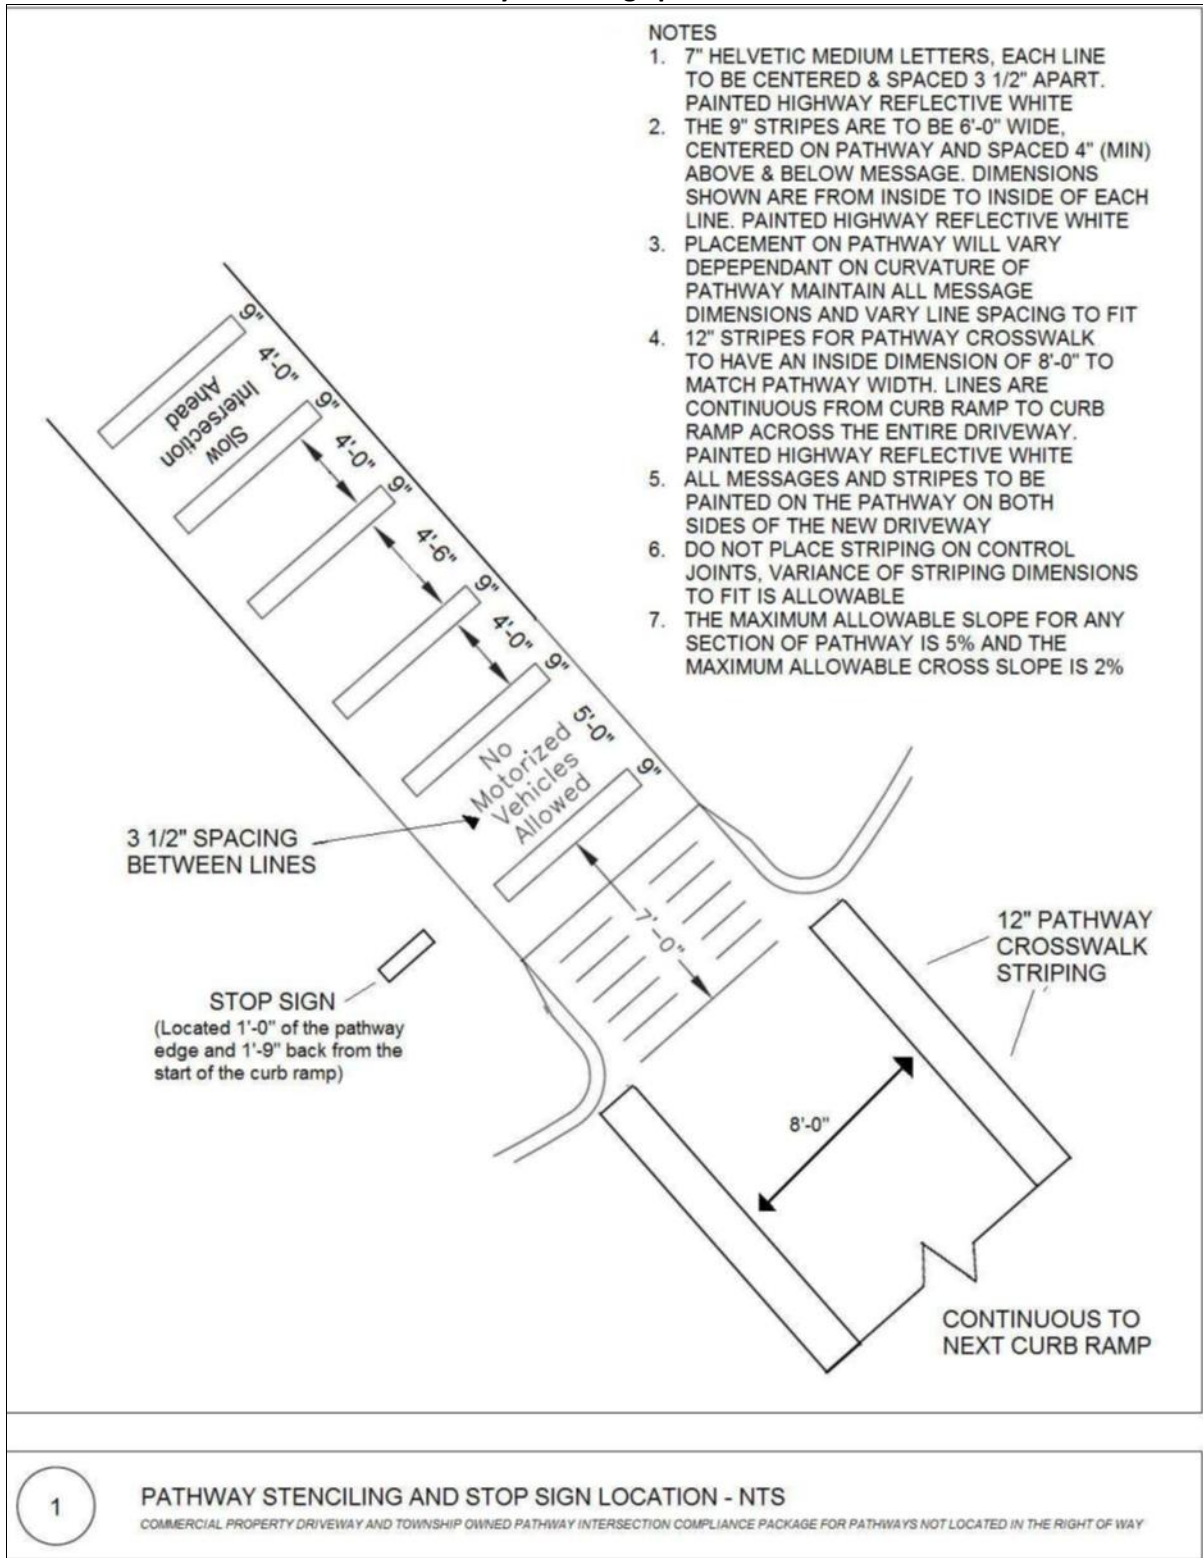 NOTES
1. 7" HELVETIC MEDIUM LETTERS, EACH LINE
TO BE CENTERED & SPACED 3 1/2" APART.
PAINTED HIGHWAY REFLECTIVE WHITE
2. THE 9" STRIPES ARE TO BE 6'-0" WIDE,
CENTERED ON PATHWAY AND SPACED 4" (MIN)
ABOVE & BELOW MESSAGE. DIMENSIONS
SHOWN ARE FROM INSIDE TO INSIDE OF EACH
LINE. PAINTED HIGHWAY REFLECTIVE WHITE
3. PLACEMENT ON PATHWAY WILL VARY
DEPEPENDANT ON CURVATURE OF
PATHWAY MAINTAIN ALL MESSAGE
DIMENSIONS AND VARY LINE SPACING TO FIT
4. 12" STRIPES FOR PATHWAY CROSSWALK
TO HAVE AN INSIDE DIMENSION OF 8'-0" TO
MATCH PATHWAY WIDTH. LINES ARE
CONTINUOUS FROM CURB RAMP TO CURB
RAMP ACROSS THE ENTIRE DRIVEWAY.
PAINTED HIGHWAY REFLECTIVE WHITE
5. ALL MESSAGES AND STRIPES TO BE
PAINTED ON THE PATHWAY ON BOTH
SIDES OF THE NEW DRIVEWAY
6. DO NOT PLACE STRIPING ON CONTROL
JOINTS, VARIANCE OF STRIPING DIMENSIONS
TO FIT IS ALLOWABLE
7. THE MAXIMUM ALLOWABLE SLOPE FOR ANY
SECTION OF PATHWAY IS 5% AND THE
MAXIMUM ALLOWABLE CROSS SLOPE IS 2%
9"
4'-0"
Slow
Intersection
Ahead
9"
4'-0"
9"
4'-6"
9"
4'-0"
9"
5'-0"
No
Motorized
Vehicles
Allowed
9"
3 1/2" SPACING
BETWEEN LINES
7'-0"
STOP SIGN
(Located 1'-0" of the pathway
edge and 1'-9" back from the
start of the curb ramp)
12" PATHWAY
CROSSWALK
STRIPING
8'-0"
CONTINUOUS TO
NEXT CURB RAMP
1
PATHWAY STENCILING AND STOP SIGN LOCATION - NTS
COMMERCIAL PROPERTY DRIVEWAY AND TOWNSHIP OWNED PATHWAY INTERSECTION COMPLIANCE PACKAGE FOR PATHWAYS NOT LOCATED IN THE RIGHT OF WAY